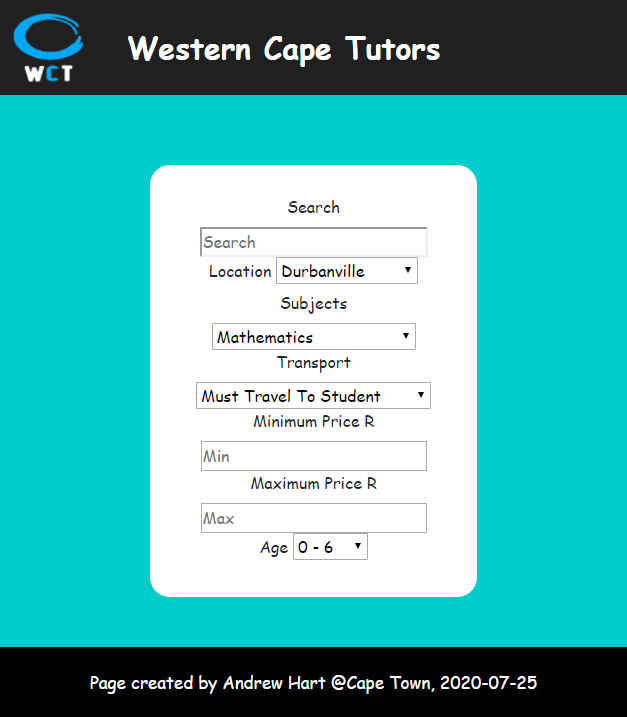 WCT
Western Cape Tutors
Search
Search
Location Durbanville
Subjects
Mathematics
Transport
Must Travel To Student
Minimum Price R
Min
Maximum Price R
Max
Age 0 - 6
Page created by Andrew Hart @Cape Town, 2020-07-25